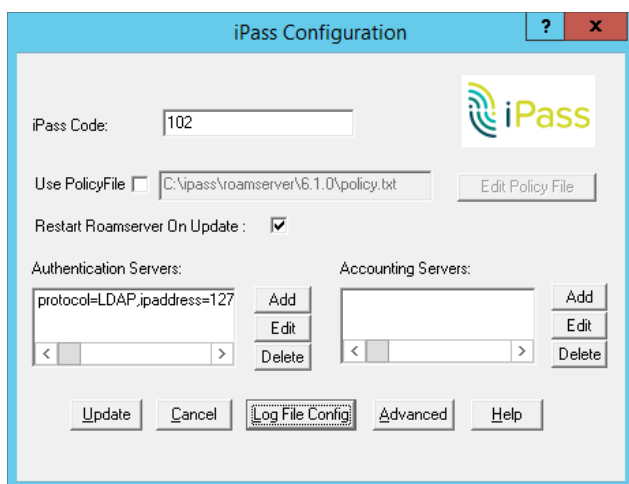 iPass Configuration
?
x
iPass
iPass Code:
102
Use PolicyFile
C:\ipass\roamserver\6.1.0\policy.txt
Edit Policy File
Restart Roamserver On Update :
Authentication Servers:
protocol=LDAP,ipaddress=127
Add
Edit
Delete
Accounting Servers:
Add
Edit
Delete
Update
Cancel
Log File Config
Advanced
Help